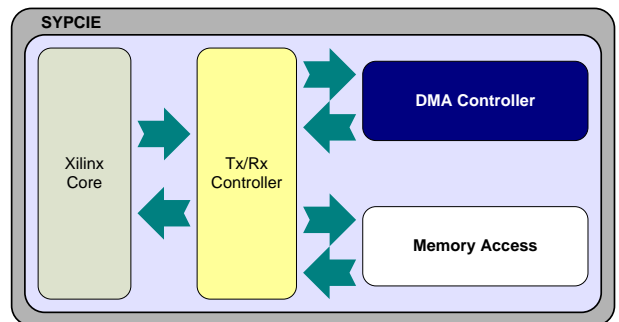 SYPCIE
Xilinx
Core
Tx/Rx
Controller
DMA Controller
Memory Access